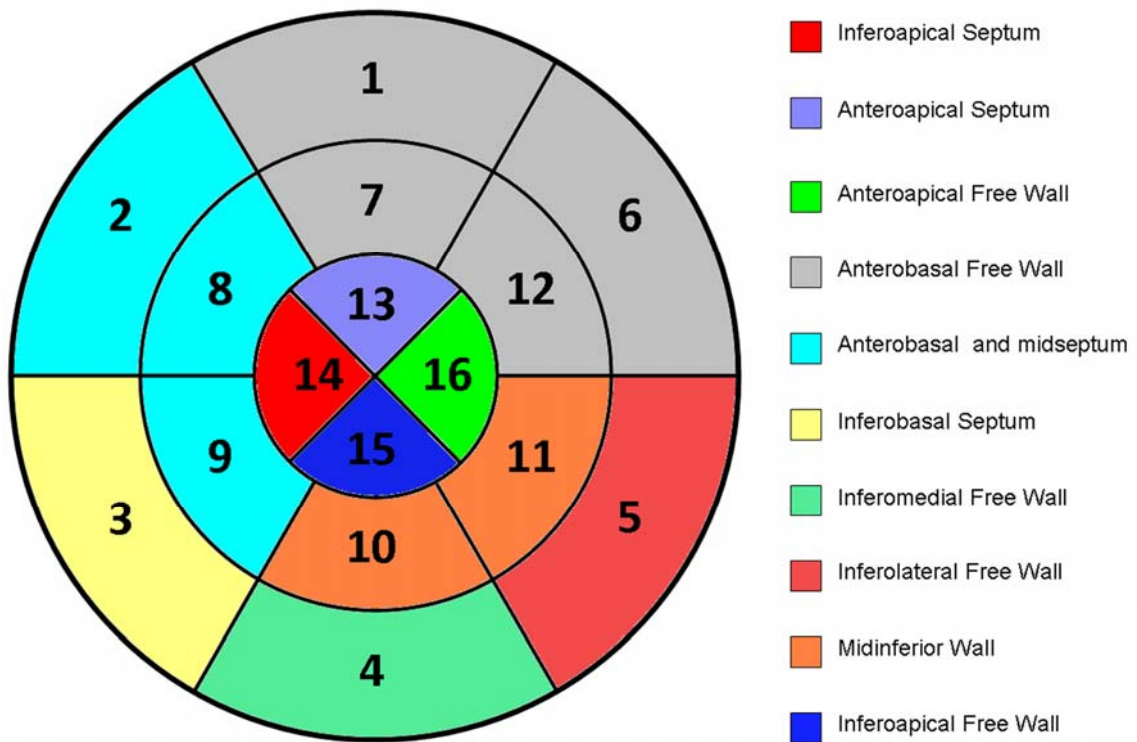 1
2
6
7
8
12
13
14
16
15
9
11
3
5
10
4
Inferoapical Septum
Anteroapical Septum
Anteroapical Free Wall
Anterobasal Free Wall
Anterobasal and midseptum
Inferobasal Septum
Inferomedial Free Wall
Inferolateral Free Wall
Midinferior Wall
Inferoapical Free Wall